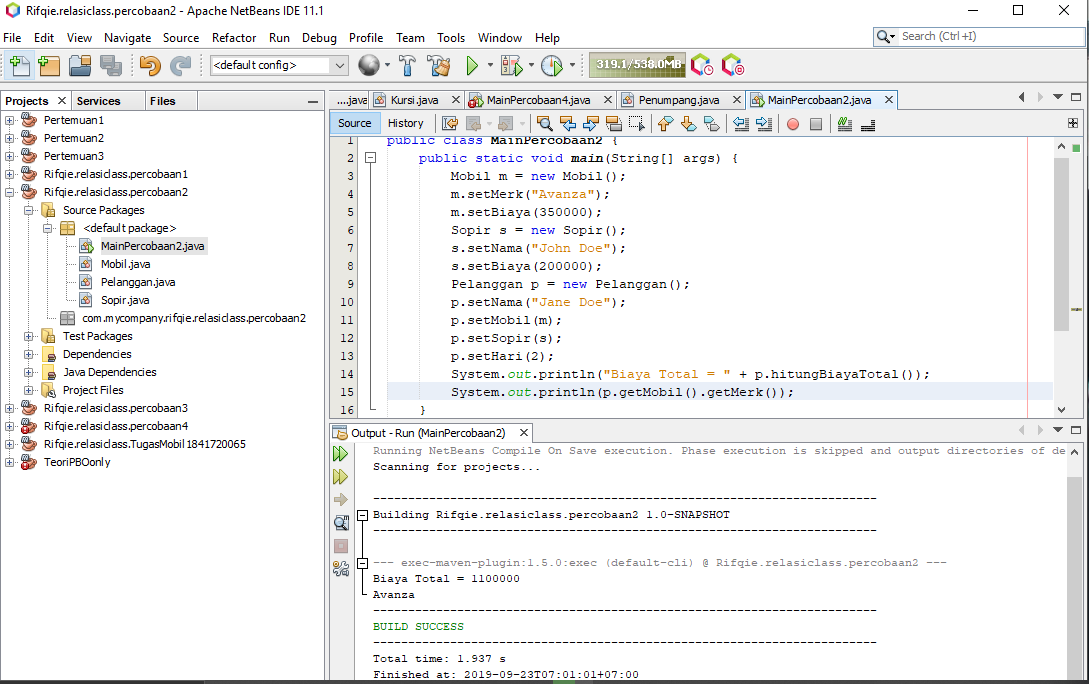 Rifqie.relasiclass.percobaan2 - Apache NetBeans IDE 11.1
File Edit View Navigate Source Refactor Run Debug Profile Team Tools Window Help
Search (Ctrl+I)
<default config>
319.1/538.0MB
Projects Services Files
Pertemuan1
Pertemuan2
Pertemuan3
Rifqie.relasiclass.percobaan1
Rifqie.relasiclass.percobaan2
Source Packages
<default package>
MainPercobaan2.java
Mobil.java
Pelanggan.java
Sopir.java
com.mycompany.rifqie.relasiclass.percobaan2
Test Packages
Dependencies
Java Dependencies
Project Files
Rifqie.relasiclass.percobaan3
Rifqie.relasiclass.percobaan4
Rifqie.relasiclass.TugasMobil1841720065
TeoriPBOonly
....java Kursi.java MainPercobaan4.java Penumpang.java MainPercobaan2.java
Source History
1 public class MainPercobaan2 {
2 public static void main(String[] args) {
3 Mobil m = new Mobil();
4 m.setMerk("Avanza");
5 m.setBiaya(350000);
6 Sopir s = new Sopir();
7 s.setNama("John Doe");
8 s.setBiaya(200000);
9 Pelanggan p = new Pelanggan();
10 p.setNama("Jane Doe");
11 p.setMobil(m);
12 p.setSopir(s);
13 p.setHari(2);
14 System.out.println("Biaya Total = " + p.hitungBiayaTotal());
15 System.out.println(p.getMobil().getMerk());
16 }
Output - Run (MainPercobaan2)
Running NetBeans Compile On Save execution. Phase execution is skipped and output directories of de
Scanning for projects...
------------------------------------------------------------------------
Building Rifqie.relasiclass.percobaan2 1.0-SNAPSHOT
------------------------------------------------------------------------
--- exec-maven-plugin:1.5.0:exec (default-cli) @ Rifqie.relasiclass.percobaan2 ---
Biaya Total = 1100000
Avanza
------------------------------------------------------------------------
BUILD SUCCESS
------------------------------------------------------------------------
Total time: 1.937 s
Finished at: 2019-09-23T07:01:01+07:00